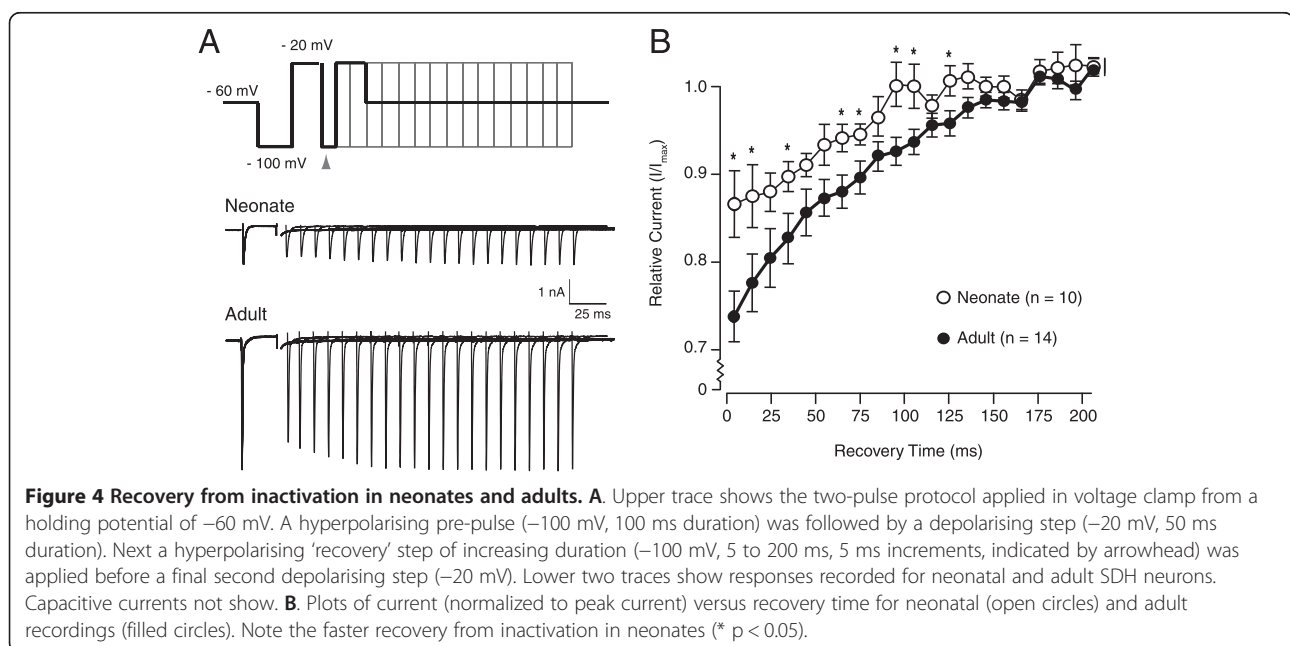 A
- 20 mV
- 60 mV
- 100 mV
Neonate
1 nA
25 ms
Adult
B
* * * * * * * *
1.0
0.9
0.8
0.7
0
Relative Current (I/Imax)
Neonate (n = 10)
Adult (n = 14)
0 25 50 75 100 125 150 175 200
Recovery Time (ms)
Figure 4 Recovery from inactivation in neonates and adults. A. Upper trace shows the two-pulse protocol applied in voltage clamp from a
holding potential of −60 mV. A hyperpolarising pre-pulse (−100 mV, 100 ms duration) was followed by a depolarising step (−20 mV, 50 ms
duration). Next a hyperpolarising ‘recovery’ step of increasing duration (−100 mV, 5 to 200 ms, 5 ms increments, indicated by arrowhead) was
applied before a final second depolarising step (−20 mV). Lower two traces show responses recorded for neonatal and adult SDH neurons.
Capacitive currents not show. B. Plots of current (normalized to peak current) versus recovery time for neonatal (open circles) and adult
recordings (filled circles). Note the faster recovery from inactivation in neonates (* p < 0.05).